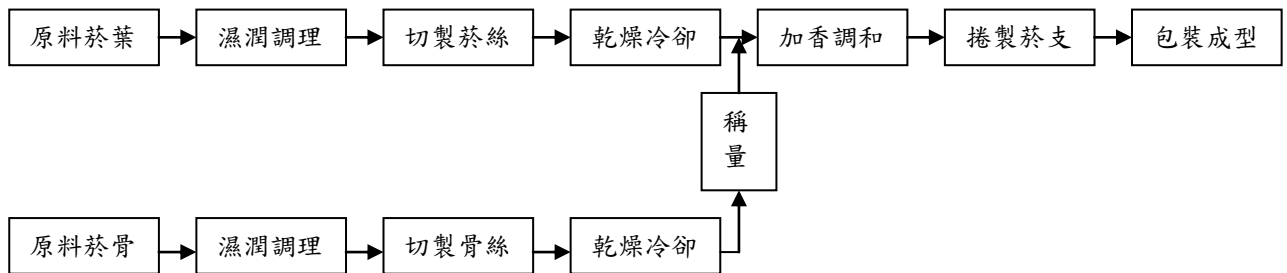 原料菸葉
濕潤調理
切製菸絲
乾燥冷卻
加香調和
捲製菸支
包裝成型
稱
量
原料菸骨
濕潤調理
切製骨絲
乾燥冷卻